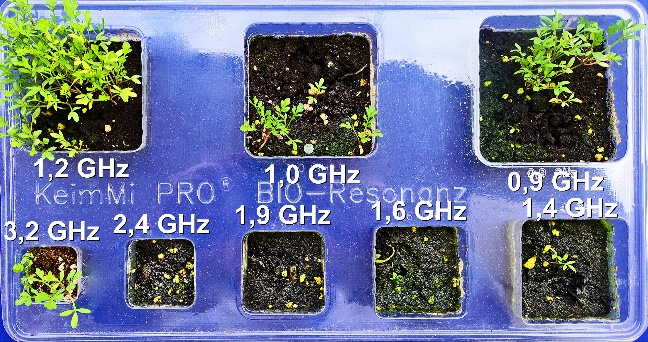 1,2 GHz
1,0 GHz
0,9 GHz
KeimMi PRO® BIO-Resonanz
3,2 GHz
2,4 GHz
1,9 GHz
1,6 GHz
1,4 GHz